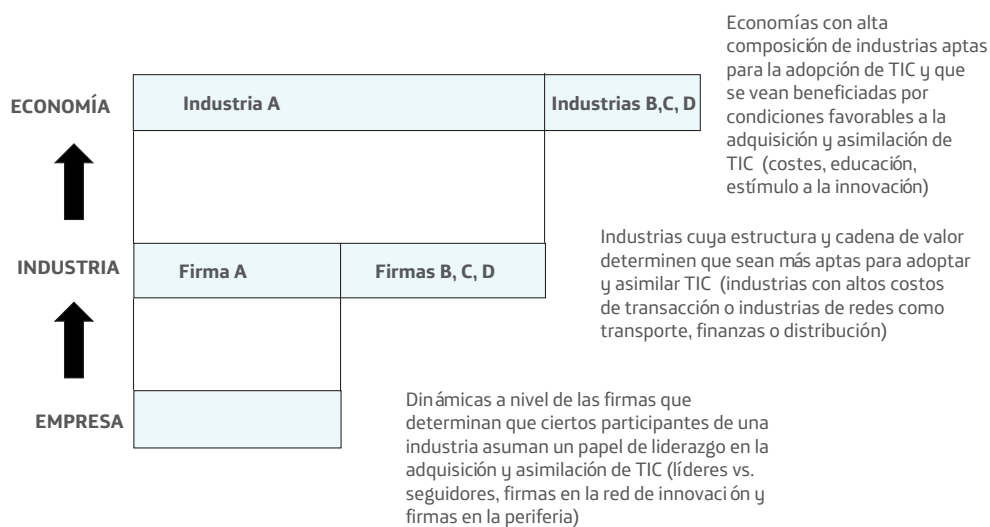 Economías con alta
composición de industrias aptas
para la adopción de TIC y que
se vean beneficiadas por
condiciones favorables a la
adquisición y asimilación de
TIC (costes, educación,
estímulo a la innovación)
ECONOMÍA
Industria A
Industrias B,C, D
Industrias cuya estructura y cadena de valor
determinen que sean más aptas para adoptar
y asimilar TIC (industrias con altos costos
de transacción o industrias de redes como
transporte, finanzas o distribución)
INDUSTRIA
Firma A
Firmas B, C, D
EMPRESA
Dinámicas a nivel de las firmas que
determinan que ciertos participantes de una
industria asuman un papel de liderazgo en la
adquisición y asimilación de TIC (líderes vs.
seguidores, firmas en la red de innovaci ón y
firmas en la periferia)